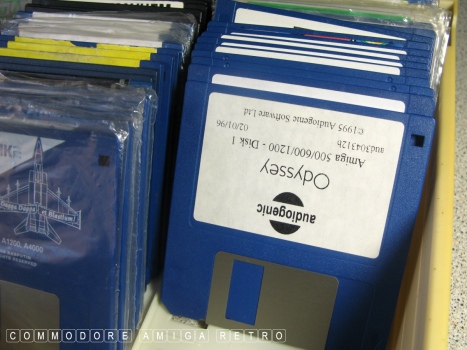 audiogenic
Odyssey
Amiga 500/600/1200 - Disk 1
aud304312b
02/01/96
©1995 Audiogenic Software Ltd
A1200, A4000
COMMODORE AMIGA RETRO